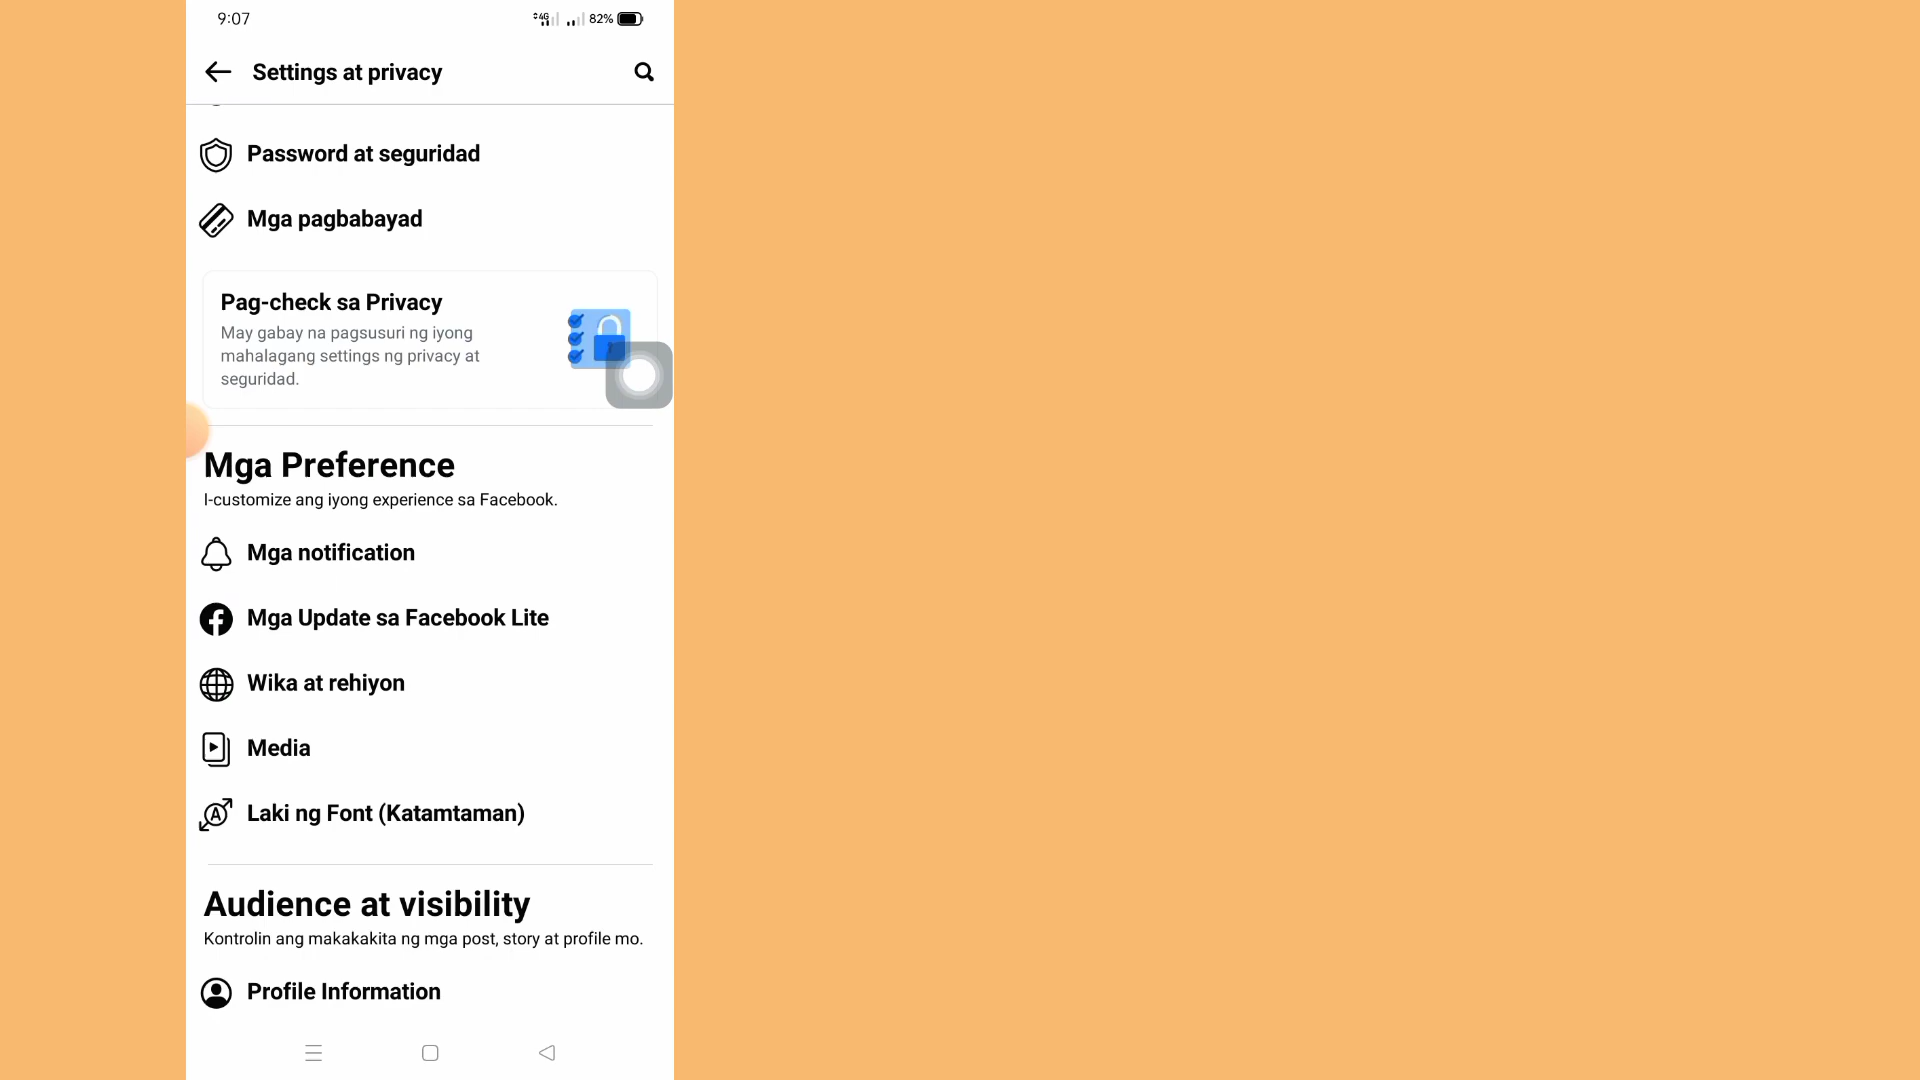 9:07
4G 82%
Settings at privacy
Password at seguridad
Mga pagbabayad
Pag-check sa Privacy
May gabay na pagsusuri ng iyong
mahalagang settings ng privacy at
seguridad.
Mga Preference
I-customize ang iyong experience sa Facebook.
Mga notification
Mga Update sa Facebook Lite
Wika at rehiyon
Media
Laki ng Font (Katamtaman)
Audience at visibility
Kontrolin ang makakakita ng mga post, story at profile mo.
Profile Information